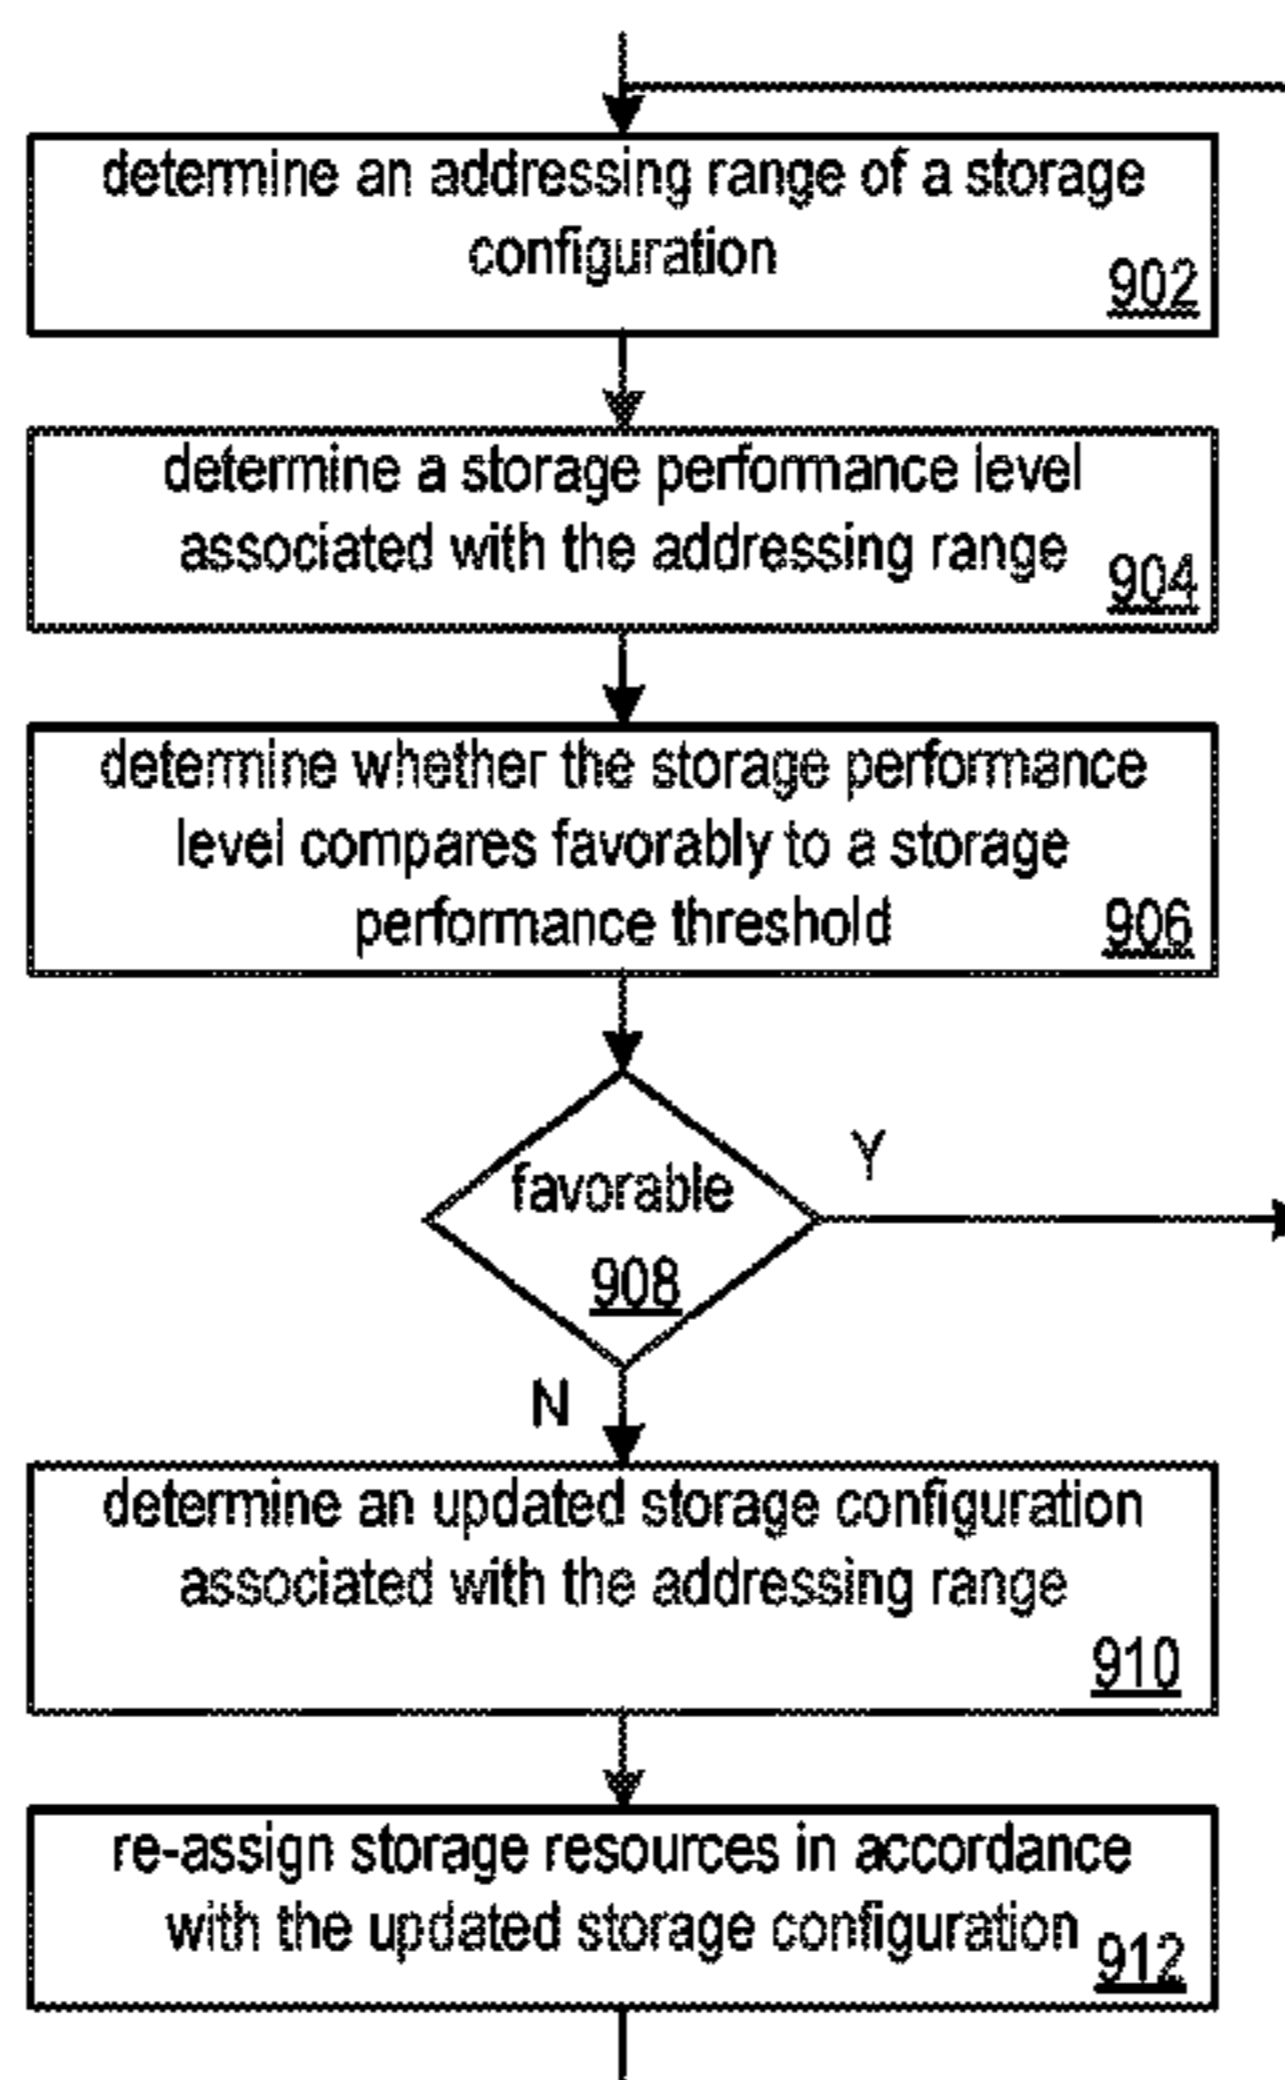 determine an addressing range of a storage
configuration
902
determine a storage performance level
associated with the addressing range
904
determine whether the storage performance
level compares favorably to a storage
performance threshold
906
favorable
908
Y
N
determine an updated storage configuration
associated with the addressing range
910
re-assign storage resources in accordance
with the updated storage configuration
912